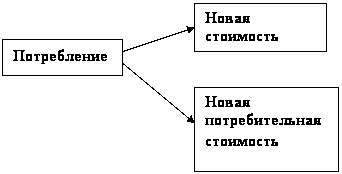 Новая
стоимость
Потребление
Новая
потребительная
стоимость